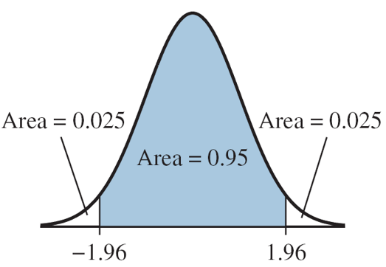 Area = 0.025
Area = 0.025
Area = 0.95
−1.96
1.96